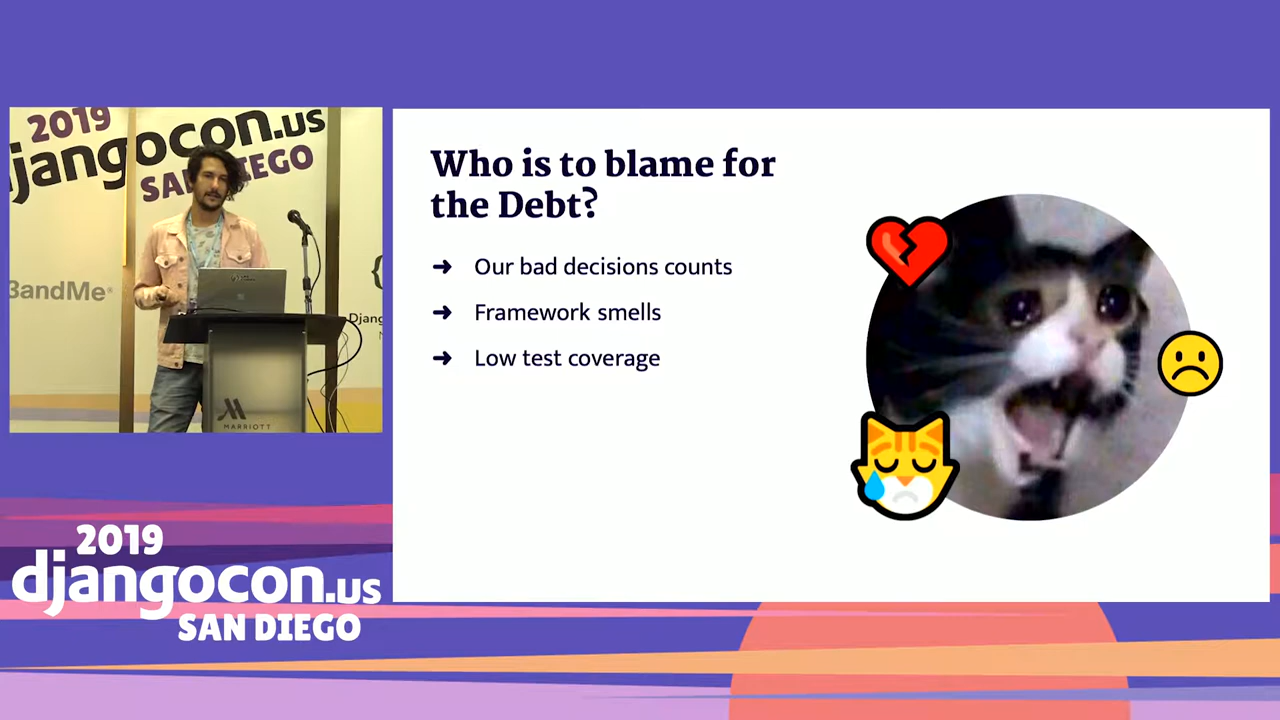 2019
djangocon.us
SAN DIEGO
3andMe
Djang
MARRIOTT
Who is to blame for
the Debt?
➜ Our bad decisions counts
➜ Framework smells
➜ Low test coverage
2019
djangocon.us
SAN DIEGO